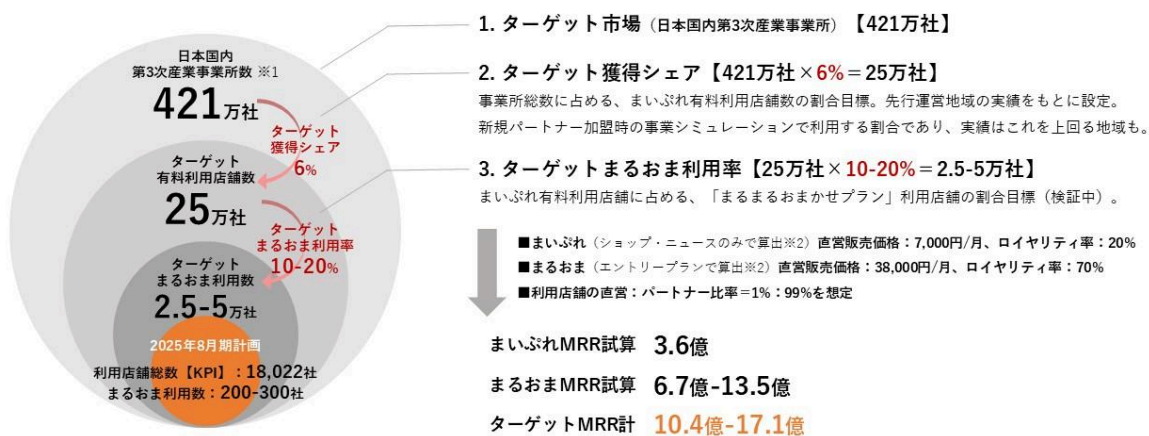 日本国内
第3次産業事業所数 ※1
421万社
ターゲット
獲得シェア
6%
ターゲット
有料利用店舗数
25万社
ターゲット
まるおま利用率
10-20%
ターゲット
まるおま利用数
2.5-5万社
2025年8月期計画
利用店舗総数【KPI】:18,022社
まるおま利用数:200-300社
1. ターゲット市場(日本国内第3次産業事業所)【421万社】
2. ターゲット獲得シェア【421万社×6%=25万社】
事業所総数に占める、まいぷれ有料利用店舗数の割合目標。先行運営地域の実績をもとに設定。
新規パートナー加盟時の事業シミュレーションで利用する割合であり、実績はこれを上回る地域も。
3. ターゲットまるおま利用率【25万社×10-20%=2.5-5万社】
まいぷれ有料利用店舗に占める、「まるまるおまかせプラン」利用店舗の割合目標(検証中)。
■まいぷれ(ショップ・ニュースのみで算出※2)直営販売価格:7,000円/月、ロイヤリティ率:20%
■まるおま(エントリープランで算出※2)直営販売価格:38,000円/月、ロイヤリティ率:70%
■利用店舗の直営:パートナー比率=1%:99%を想定
まいぷれMRR試算 3.6億
まるおまMRR試算 6.7億-13.5億
ターゲットMRR計 10.4億-17.1億